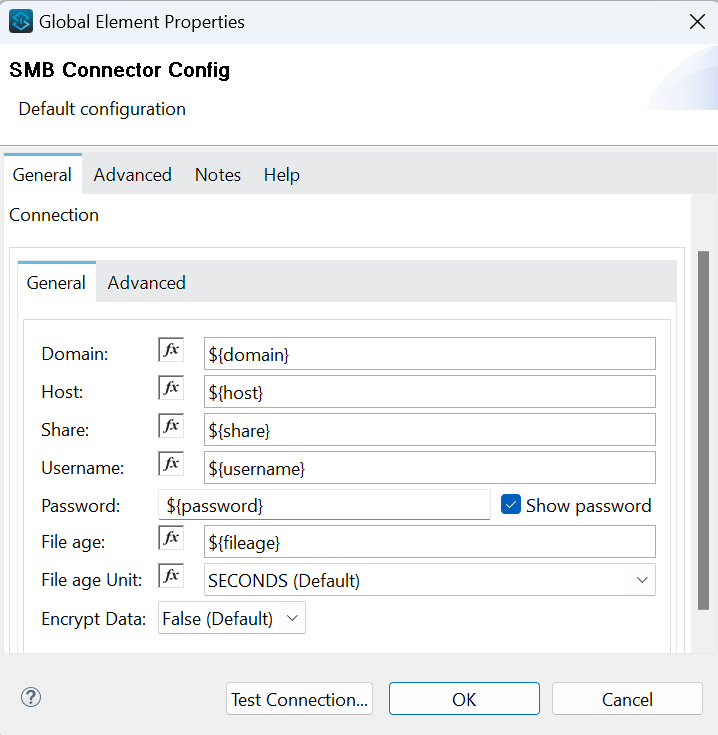 Global Element Properties
SMB Connector Config
Default configuration
General Advanced Notes Help
Connection
General Advanced
Domain: fx ${domain}
Host: fx ${host}
Share: fx ${share}
Username: fx ${username}
Password: ${password} Show password
File age: fx ${fileage}
File age Unit: fx SECONDS (Default)
Encrypt Data: False (Default)
? Test Connection... OK Cancel